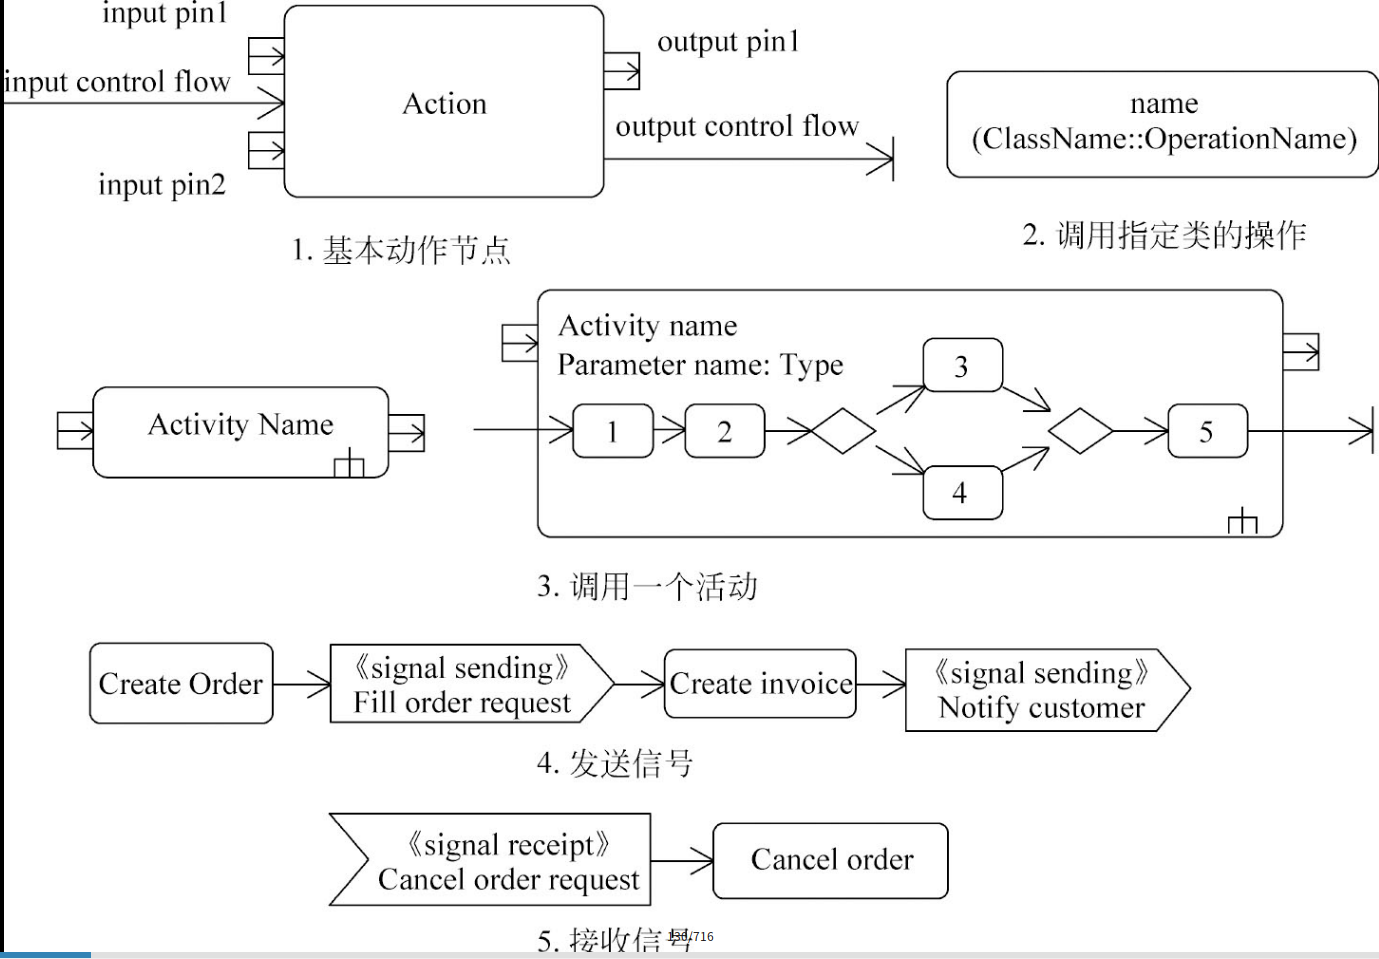 input pin1
output pin1
input control flow
Action
output control flow
input pin2
name
(ClassName::OperationName)
1. 基本动作节点
2. 调用指定类的操作
Activity Name
Activity name
Parameter name: Type
1
2
3
4
5
3. 调用一个活动
Create Order
《signal sending》
Fill order request
Create invoice
《signal sending》
Notify customer
4. 发送信号
《signal receipt》
Cancel order request
Cancel order
5. 接收信号
136/716